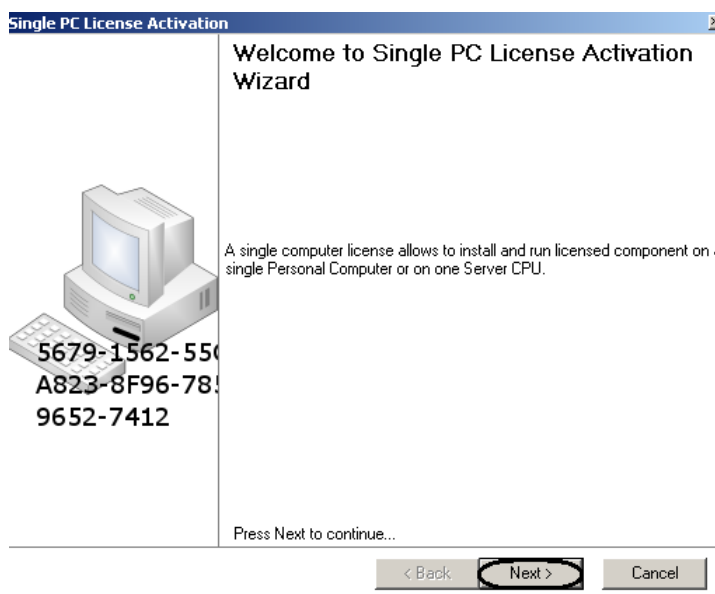 Single PC License Activation
Welcome to Single PC License Activation
Wizard
A single computer license allows to install and run licensed component on
single Personal Computer or on one Server CPU.
5679-1562-55
A823-8F96-78
9652-7412
Press Next to continue...
< Back
Next >
Cancel